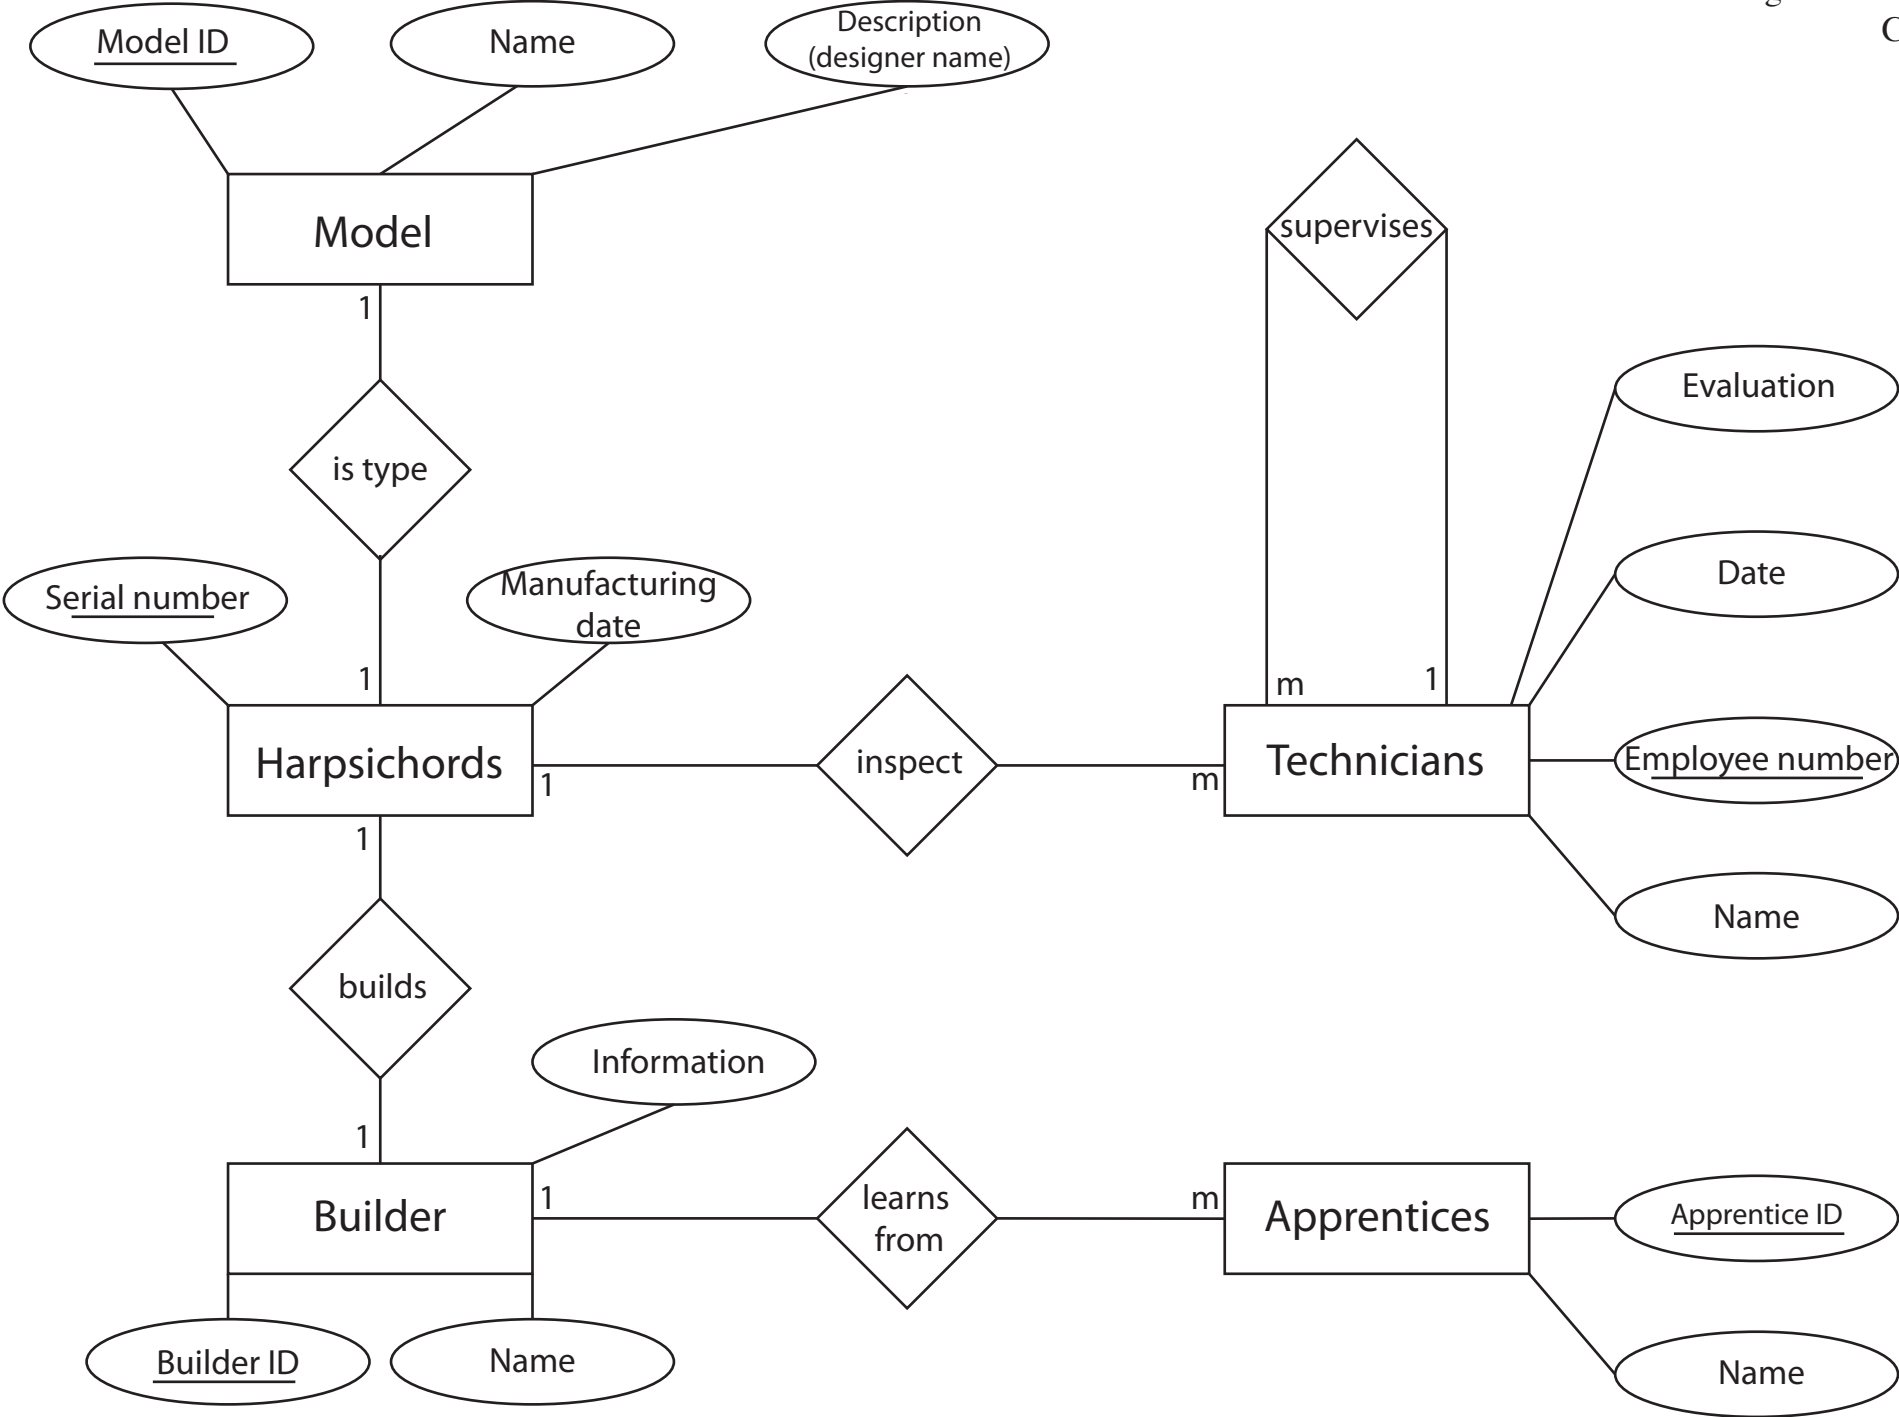 Model ID
Name
Description
(designer name)
C
Model
supervises
1
Evaluation
is type
Date
Serial number
Manufacturing
date
1
m
1
Harpsichords
1
inspect
m
Technicians
Employee number
1
Name
builds
Information
1
Builder
1
learns
from
m
Apprentices
Apprentice ID
Builder ID
Name
Name